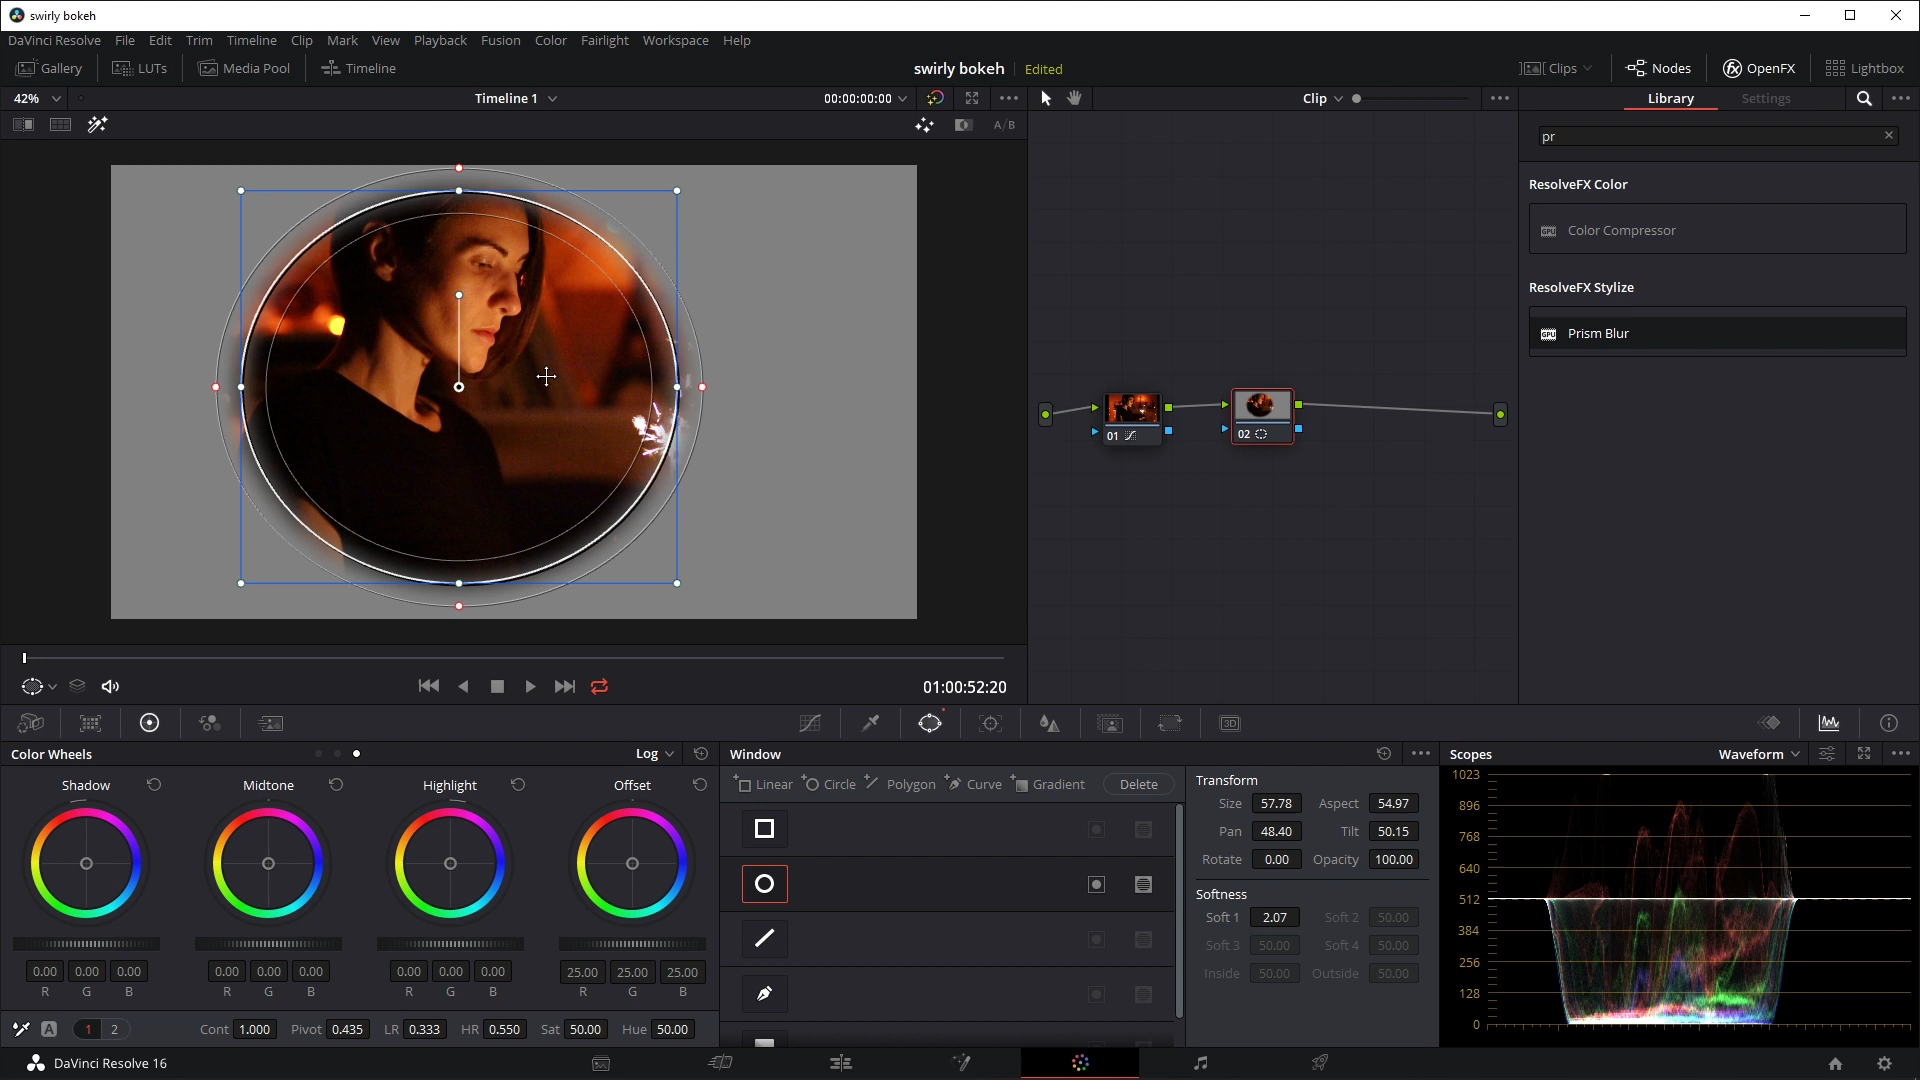 swirly bokeh
DaVinci Resolve File Edit Trim Timeline Clip Mark View Playback Fusion Color Fairlight Workspace Help
Gallery LUTs Media Pool Timeline swirly bokeh Edited Clips Nodes OpenFX Lightbox
42% Timeline 1 00:00:00:00 Clip Library Settings
A/B
pr
ResolveFX Color
GPU Color Compressor
ResolveFX Stylize
GPU Prism Blur
01
02
01:00:52:20
3D
Color Wheels Log Window Scopes Waveform
Shadow Midtone Highlight Offset
Linear Circle Polygon Curve Gradient Delete
Transform
Size 57.78 Aspect 54.97
Pan 48.40 Tilt 50.15
Rotate 0.00 Opacity 100.00
Softness
Soft 1 2.07 Soft 2 50.00
Soft 3 50.00 Soft 4 50.00
Inside 50.00 Outside 50.00
1023
896
768
640
512
384
256
128
0
0.00 0.00 0.00 0.00 0.00 0.00 0.00 0.00 0.00 25.00 25.00 25.00
R G B R G B R G B R G B
A 1 2 Cont 1.000 Pivot 0.435 LR 0.333 HR 0.550 Sat 50.00 Hue 50.00
DaVinci Resolve 16